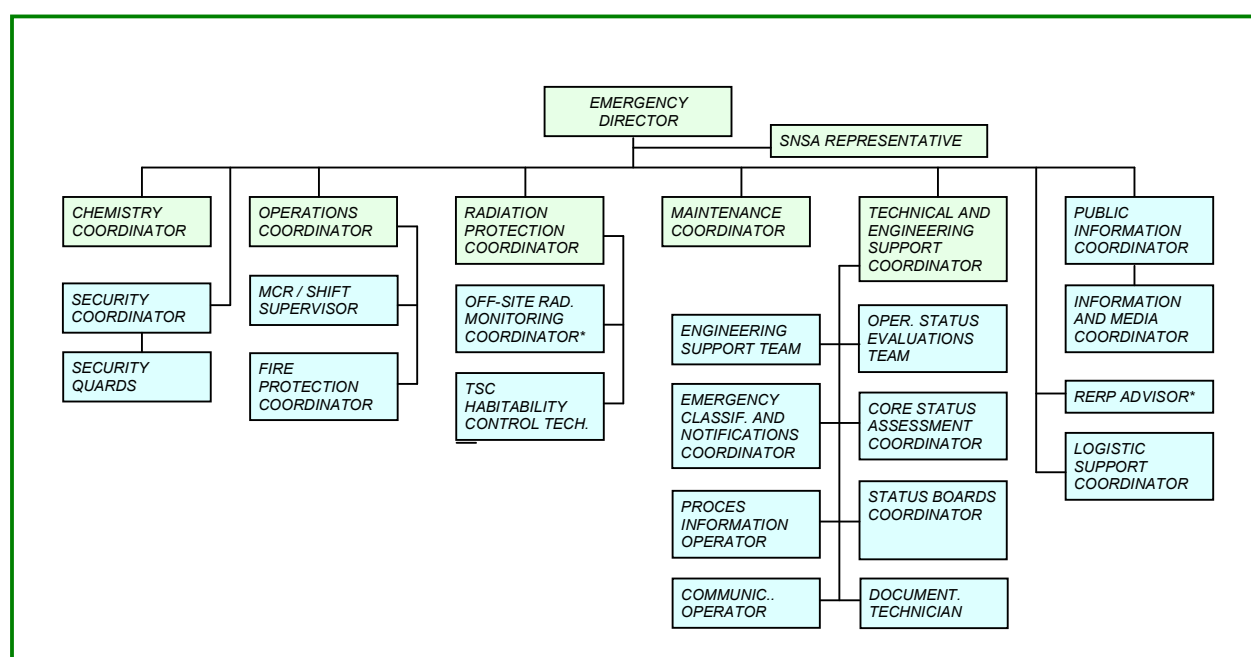 EMERGENCY
DIRECTOR
SNSA REPRESENTATIVE
CHEMISTRY
COORDINATOR
OPERATIONS
COORDINATOR
RADIATION
PROTECTION
COORDINATOR
MAINTENANCE
COORDINATOR
TECHNICAL AND
ENGINEERING
SUPPORT
COORDINATOR
PUBLIC
INFORMATION
COORDINATOR
SECURITY
COORDINATOR
MCR / SHIFT
SUPERVISOR
OFF-SITE RAD.
MONITORING
COORDINATOR*
ENGINEERING
SUPPORT TEAM
OPER. STATUS
EVALUATIONS
TEAM
INFORMATION
AND MEDIA
COORDINATOR
SECURITY
QUARDS
FIRE
PROTECTION
COORDINATOR
TSC
HABITABILITY
CONTROL TECH.
EMERGENCY
CLASSIF. AND
NOTIFICATIONS
COORDINATOR
CORE STATUS
ASSESSMENT
COORDINATOR
RERP ADVISOR*
LOGISTIC
SUPPORT
COORDINATOR
PROCES
INFORMATION
OPERATOR
STATUS BOARDS
COORDINATOR
COMMUNIC..
OPERATOR
DOCUMENT.
TECHNICIAN